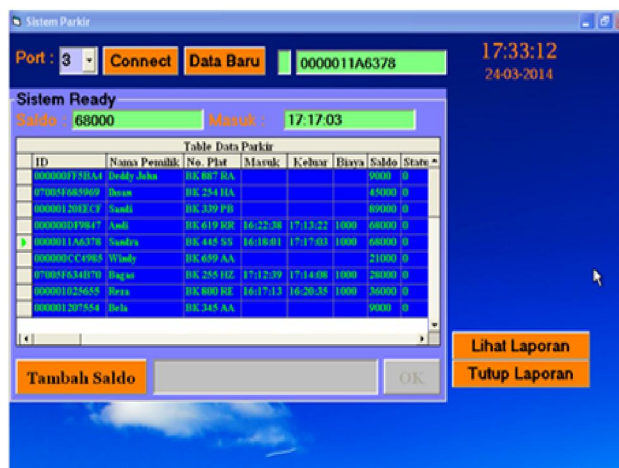 Sistem Parkir
Port : 3 Connect Data Baru 0000011A6378 17:33:12
24-03-2014
Sistem Ready
Saldo : 68000 Masuk : 17:17:03
Table Data Parkir
ID Nama Pemilik No. Plat Masuk Keluar Biaya Saldo Statu
000000FF5BA4 Deddy John BK 887 RA 9000 0
07005F685969 Ihsan BK 254 HA 45000 0
00000120EECF Sandi BK 339 PB 89000 0
000000DF9847 Andi BK 619 RR 16:22:38 17:13:22 1000 68000 0
0000011A6378 Sandra BK 445 SS 16:18:01 17:17:03 1000 68000 0
000000CC4985 Windy BK 659 AA 21000 0
07005F634B70 Bagas BK 255 HZ 17:12:39 17:14:08 1000 28000 0
000001025655 Reza BK 800 RE 16:17:13 16:20:35 1000 36000 0
000001207554 Bela BK 345 AA 9000 0
Lihat Laporan
Tambah Saldo OK Tutup Laporan